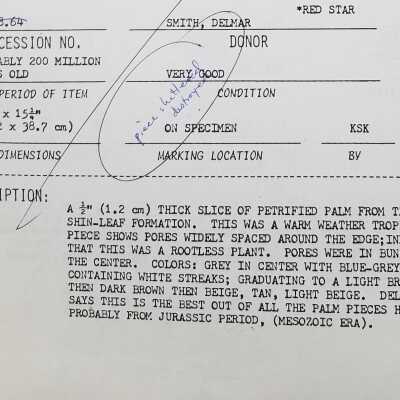 *RED STAR
8.64 SMITH, DELMAR
CESSION NO. DONOR
ABLY 200 MILLION
S OLD VERY GOOD
PERIOD OF ITEM CONDITION
piece shattered
destroyed
x 15¼"
2 x 38.7 cm) ON SPECIMEN KSK
DIMENSIONS MARKING LOCATION BY
IPTION:
A ½" (1.2 cm) THICK SLICE OF PETRIFIED PALM FROM T
SHIN-LEAF FORMATION. THIS WAS A WARM WEATHER TROP
PIECE SHOWS PORES WIDELY SPACED AROUND THE EDGE;IN
THAT THIS WAS A ROOTLESS PLANT. PORES WERE IN BUN
THE CENTER. COLORS: GREY IN CENTER WITH BLUE-GREY
CONTAINING WHITE STREAKS; GRADUATING TO A LIGHT BR
THEN DARK BROWN THEN BEIGE, TAN, LIGHT BEIGE. DEL
SAYS THIS IS THE BEST OUT OF ALL THE PALM PIECES H
PROBABLY FROM JURASSIC PERIOD, (MESOZOIC ERA).